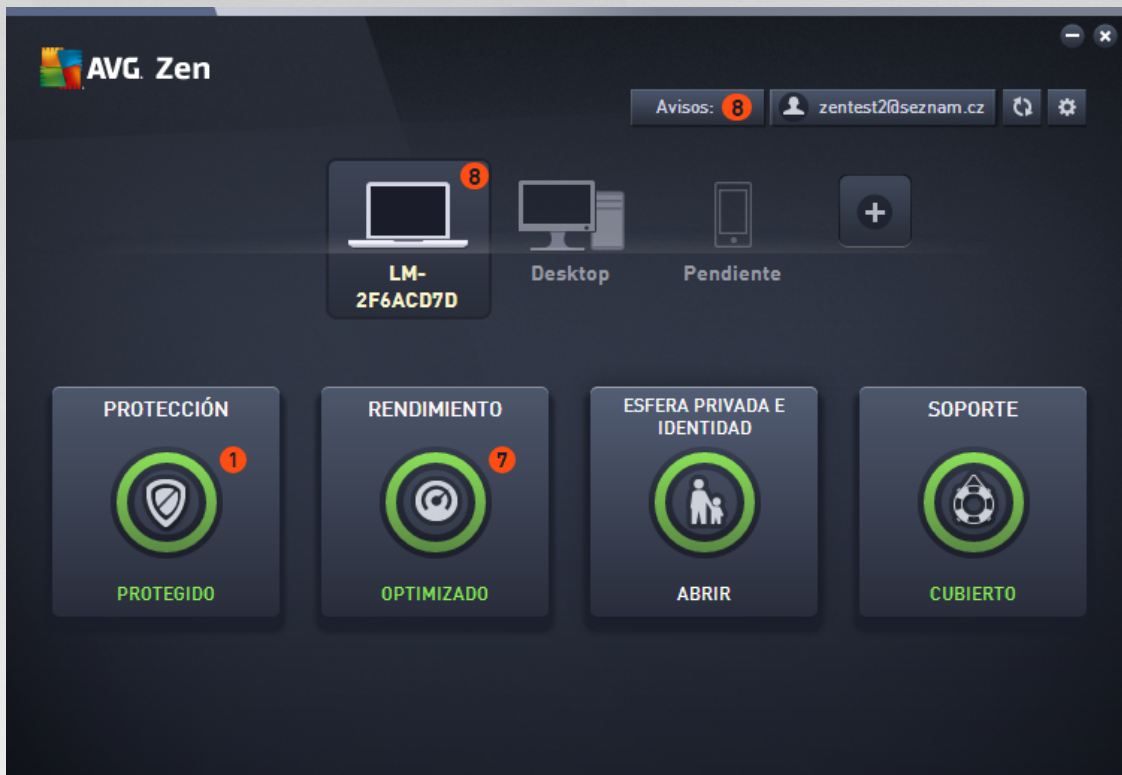 AVG. Zen
Avisos: 8
zentest2@seznam.cz
8
LM-
2F6ACD7D
Desktop
Pendiente
PROTECCIÓN
1
PROTEGIDO
RENDIMIENTO
7
OPTIMIZADO
ESFERA PRIVADA E
IDENTIDAD
ABRIR
SOPORTE
CUBIERTO